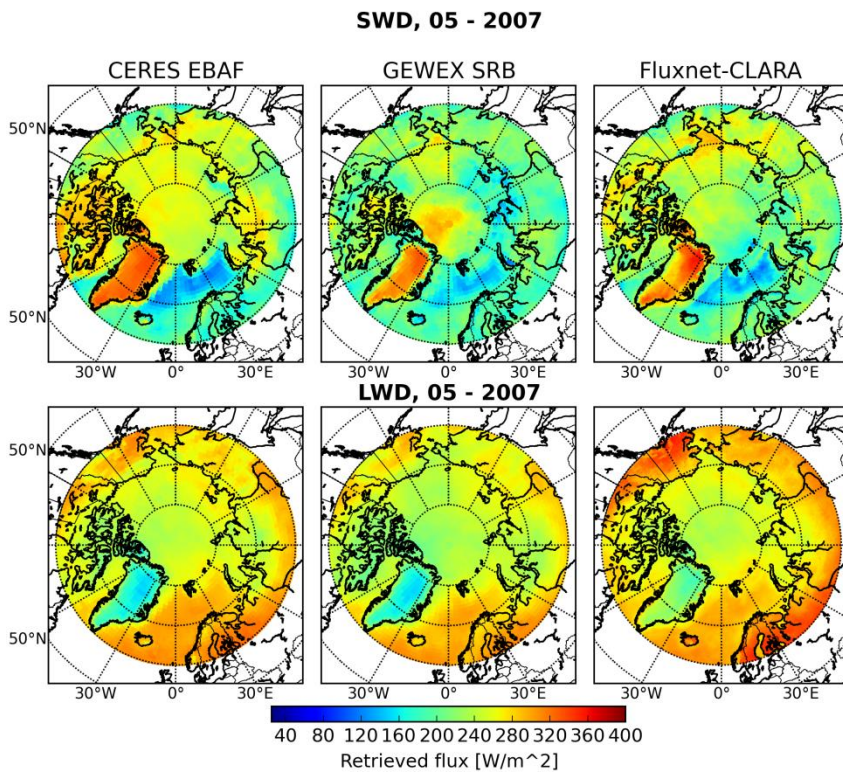 SWD, 05 - 2007
CERES EBAF GEWEX SRB Fluxnet-CLARA
50°N
50°N
30°W 0° 30°E 30°W 0° 30°E 30°W 0° 30°E
LWD, 05 - 2007
50°N
50°N
30°W 0° 30°E 30°W 0° 30°E 30°W 0° 30°E
40 80 120 160 200 240 280 320 360 400
Retrieved flux [W/m^2]